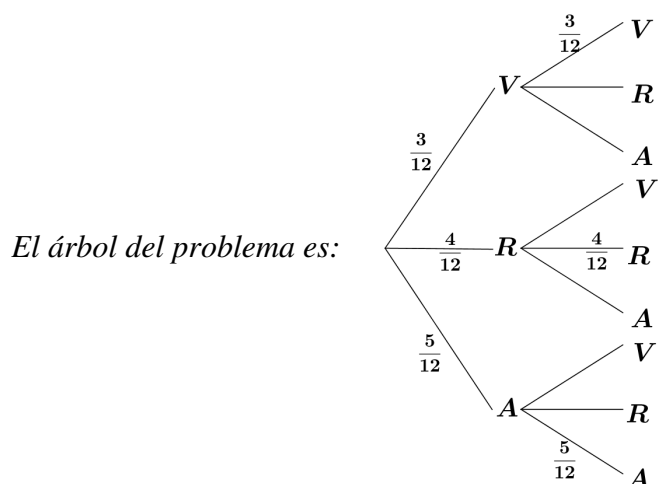 3/12 V
V R
3/12 A
V
El árbol del problema es: 4/12 R 4/12 R
A
5/12 V
A R
5/12 A